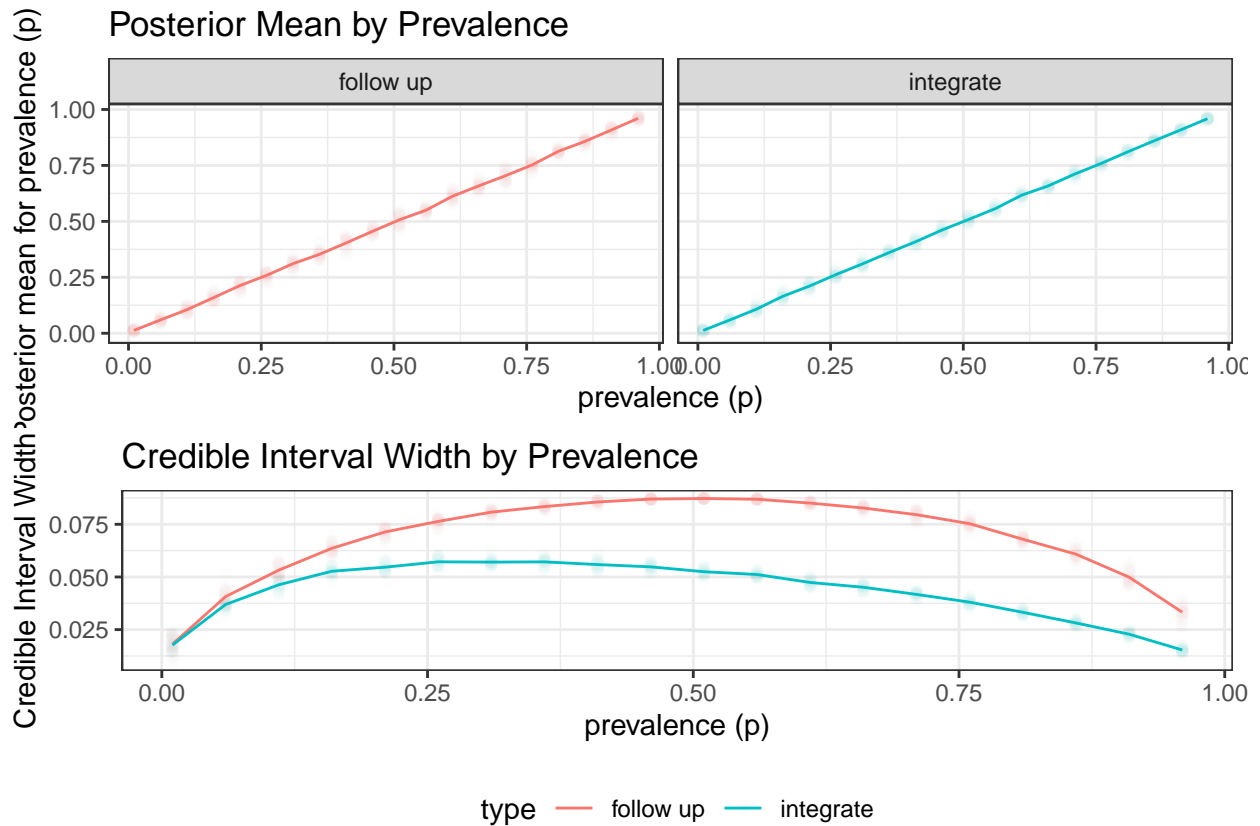 Posterior Mean by Prevalence
follow up
integrate
Posterior mean for prevalence (p)
1.00
0.75
0.50
0.25
0.00
0.00 0.25 0.50 0.75 1.00
0.00 0.25 0.50 0.75 1.00
prevalence (p)
Credible Interval Width by Prevalence
Credible Interval Width
0.075
0.050
0.025
0.00 0.25 0.50 0.75 1.00
prevalence (p)
type follow up integrate